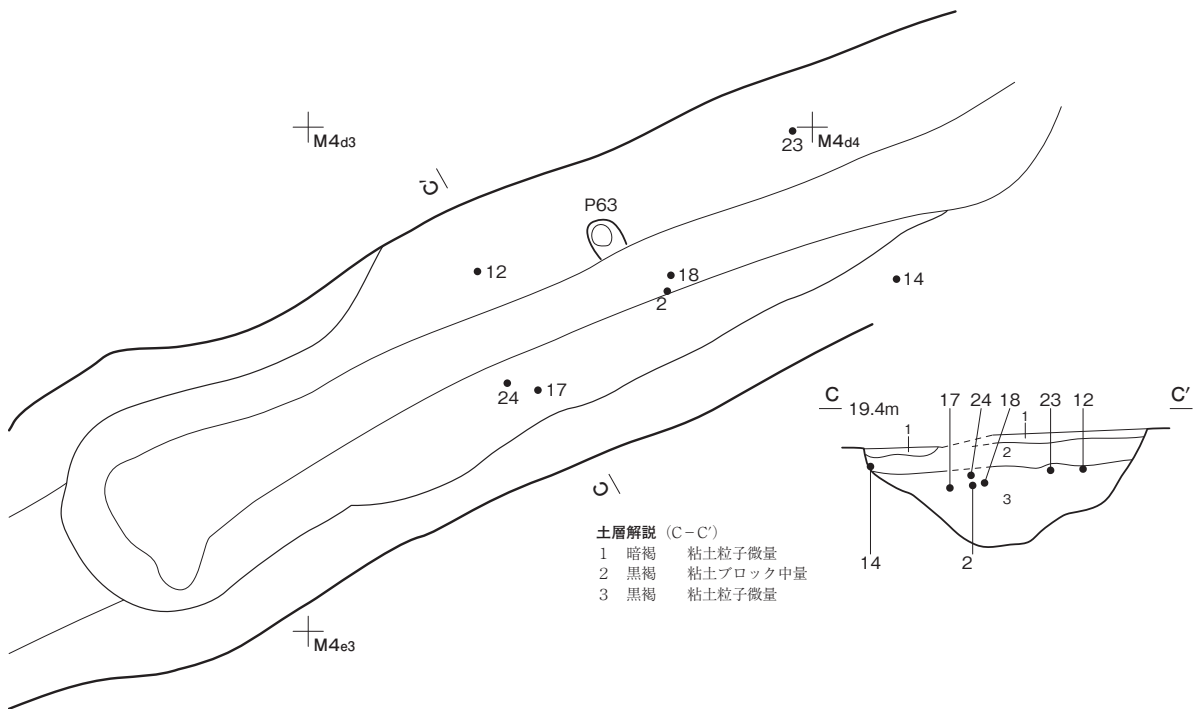 M4d3
23
M4d4
C'
P63
12
18
2
14
24
17
C
C
19.4m
17
24
18
23
12
C'
1
1
2
3
14
2
土層解説（C−C'）
1 暗褐 粘土粒子微量
2 黒褐 粘土ブロック中量
3 黒褐 粘土粒子微量
M4e3